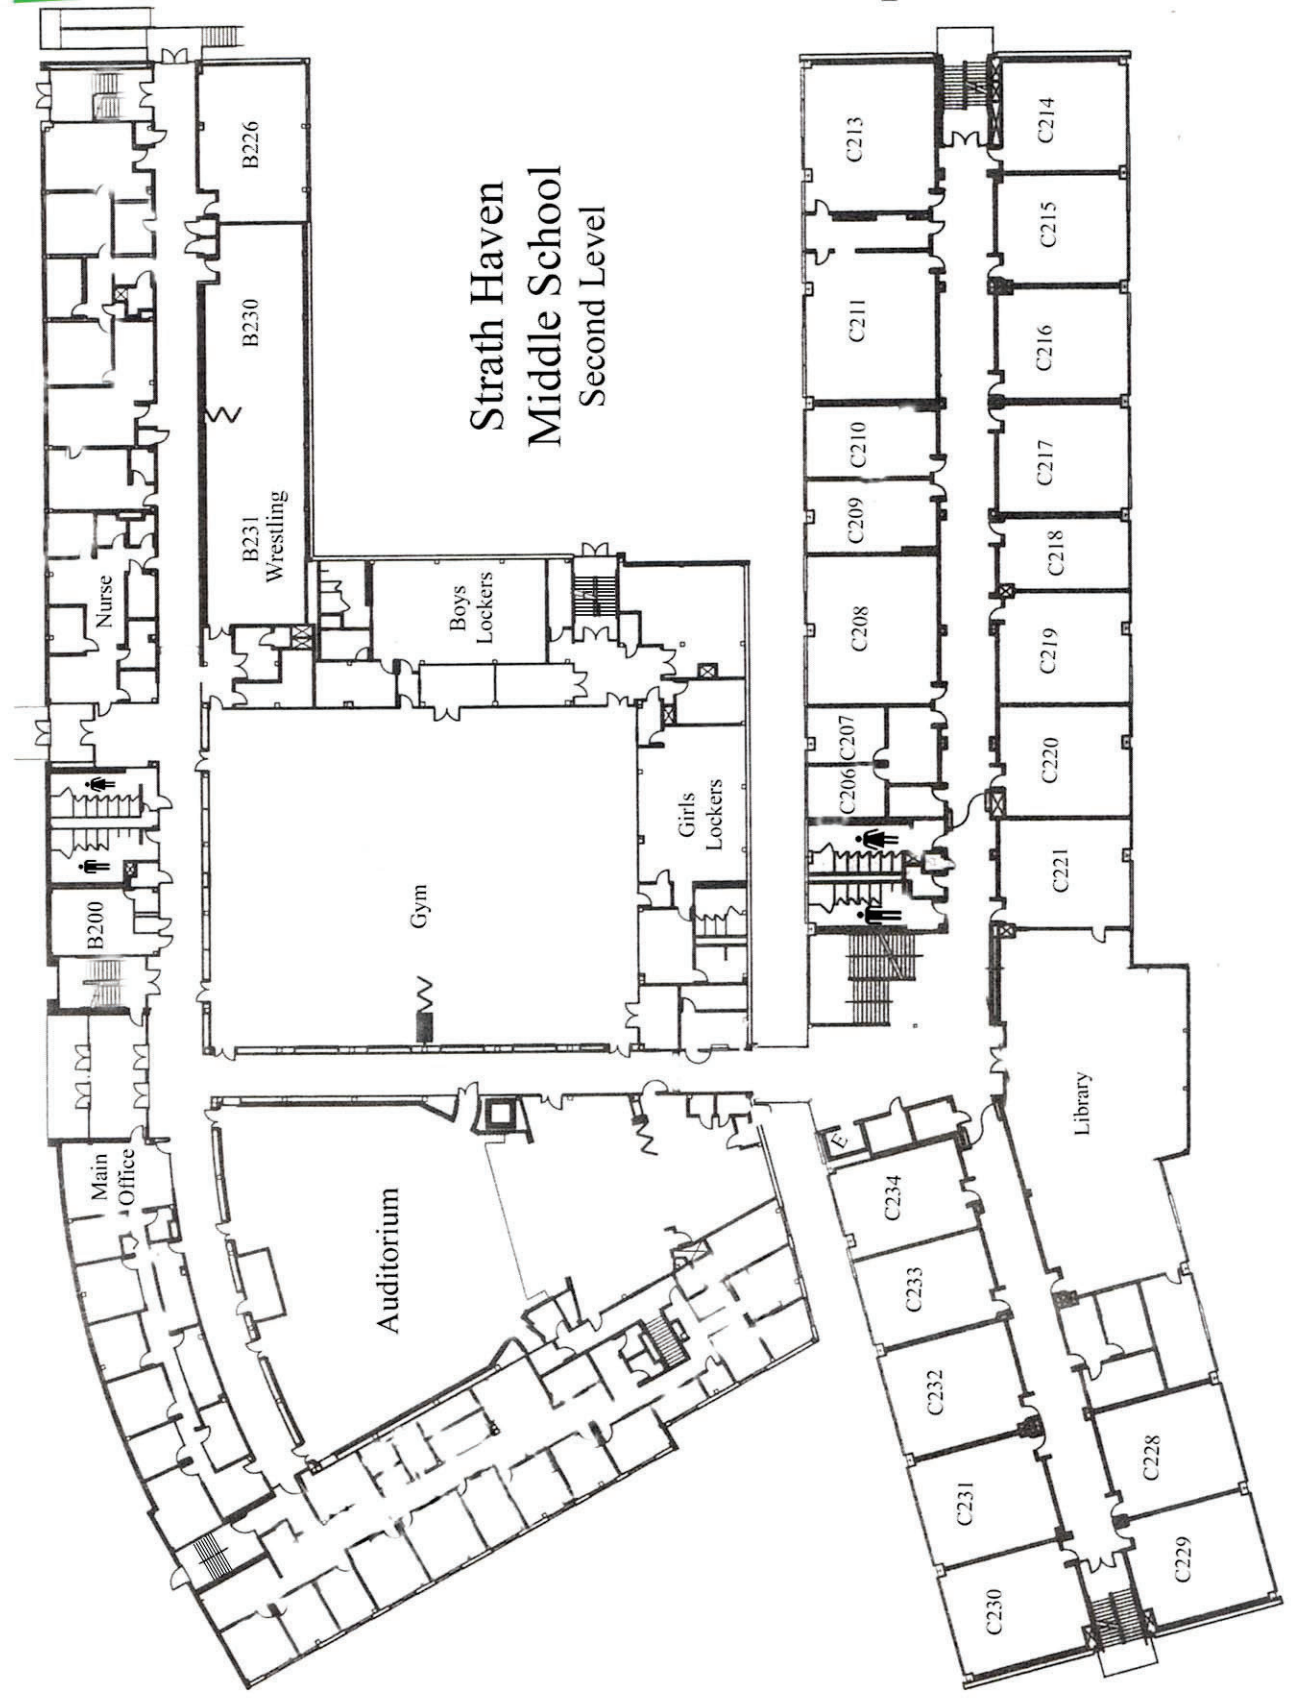 Strath Haven
Middle School
Second Level
B226
B230
B231
Wrestling
Nurse
Boys
Lockers
Girls
Lockers
Gym
B200
Main
Office
Auditorium
C213
C211
C210
C209
C208
C207
C206
C214
C215
C216
C217
C218
C219
C220
C221
Library
E
C234
C233
C232
C231
C230
C228
C229